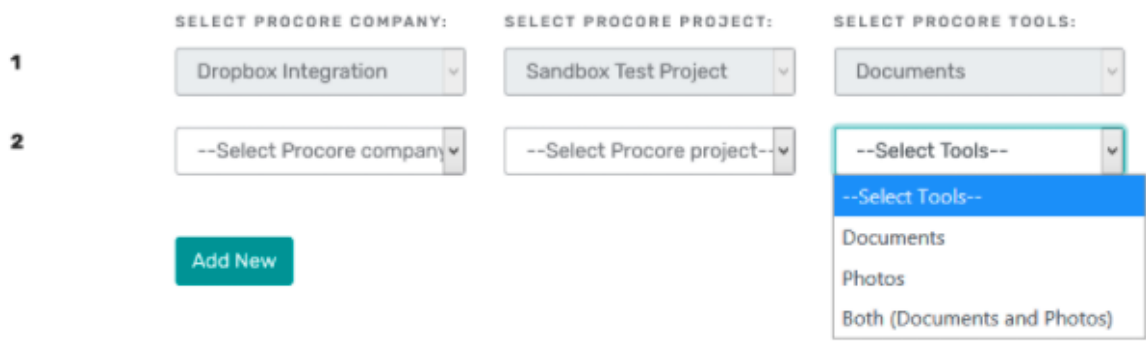 SELECT PROCORE COMPANY: SELECT PROCORE PROJECT: SELECT PROCORE TOOLS:
1 Dropbox Integration Sandbox Test Project Documents
2 --Select Procore company --Select Procore project-- --Select Tools--
--Select Tools--
Documents
Add New
Photos
Both (Documents and Photos)